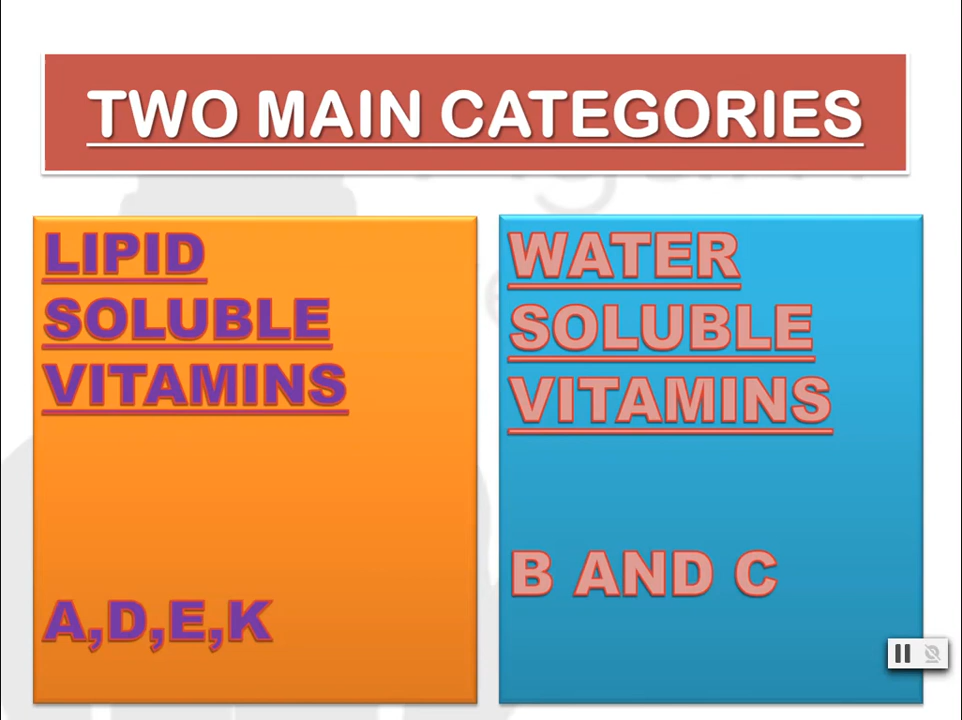 TWO MAIN CATEGORIES
LIPID
SOLUBLE
VITAMINS
A,D,E,K
WATER
SOLUBLE
VITAMINS
B AND C